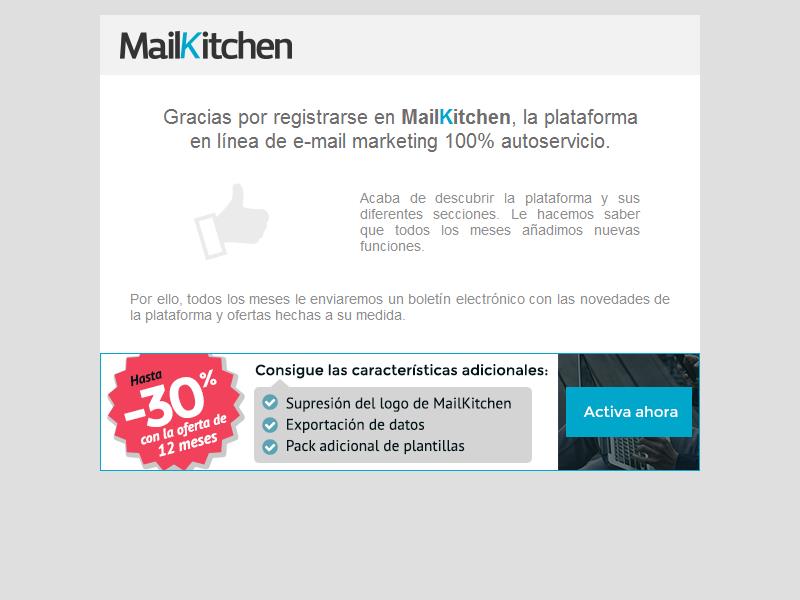 MailKitchen
Gracias por registrarse en MailKitchen, la plataforma
en línea de e-mail marketing 100% autoservicio.
Acaba de descubrir la plataforma y sus
diferentes secciones. Le hacemos saber
que todos los meses añadimos nuevas
funciones.
Por ello, todos los meses le enviaremos un boletín electrónico con las novedades de
la plataforma y ofertas hechas a su medida.
Hasta
-30%
con la oferta de
12 meses
Consigue las características adicionales:
Supresión del logo de MailKitchen
Exportación de datos
Pack adicional de plantillas
Activa ahora